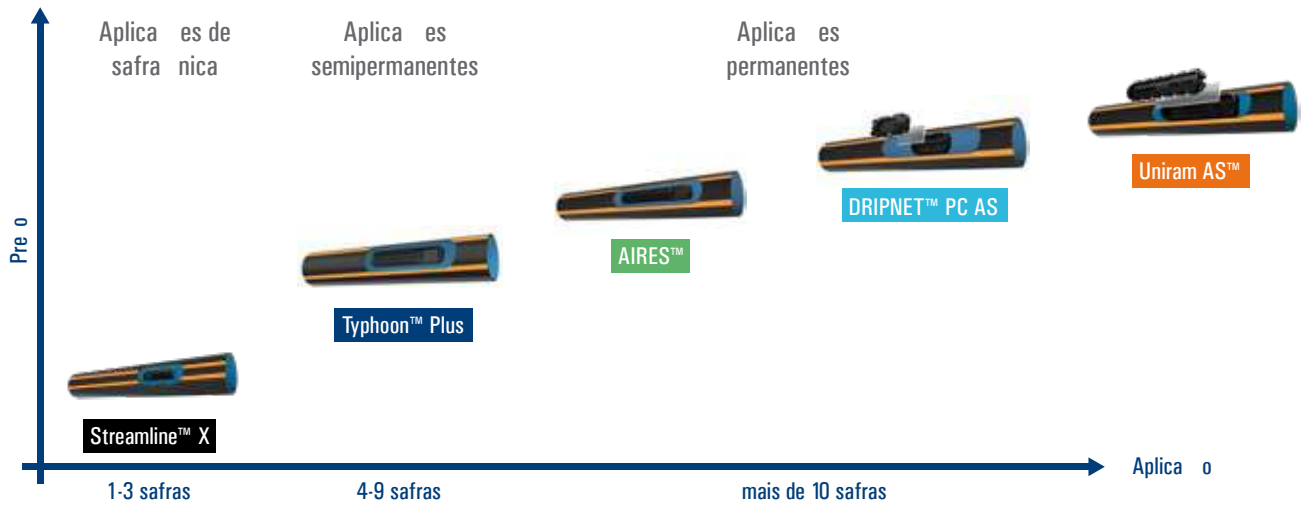 Aplica es de
safra nica
Aplica es
semipermanentes
Aplica es
permanentes
Uniram AS™
DRIPNET™ PC AS
AIRES™
Typhoon™ Plus
Streamline™ X
Pre o
Aplica o
1-3 safras
4-9 safras
mais de 10 safras